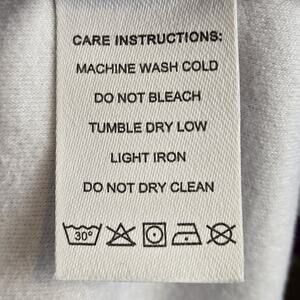 CARE INSTRUCTIONS:
MACHINE WASH COLD
DO NOT BLEACH
TUMBLE DRY LOW
LIGHT IRON
DO NOT DRY CLEAN
30°